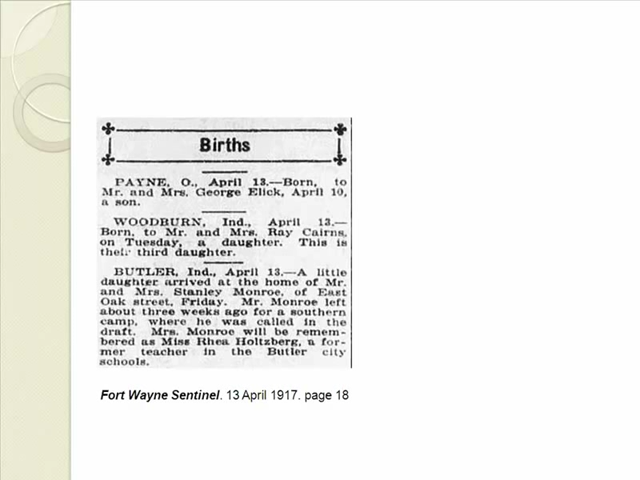 Births
PAYNE, O., April 13.—Born, to
Mr. and Mrs. George Elick, April 10,
a son.
WOODBURN, Ind., April 13.—
Born, to Mr. and Mrs. Ray Cairns,
on Tuesday, a daughter. This is
their third daughter.
BUTLER, Ind., April 13.—A little
daughter arrived at the home of Mr.
and Mrs. Stanley Monroe, of East
Oak street, Friday. Mr. Monroe left
about three weeks ago for a southern
camp, where he was called in the
draft. Mrs. Monroe will be remem-
bered as Miss Rhea Holtzberg, a for-
mer teacher in the Butler city
schools.
Fort Wayne Sentinel. 13 April 1917. page 18